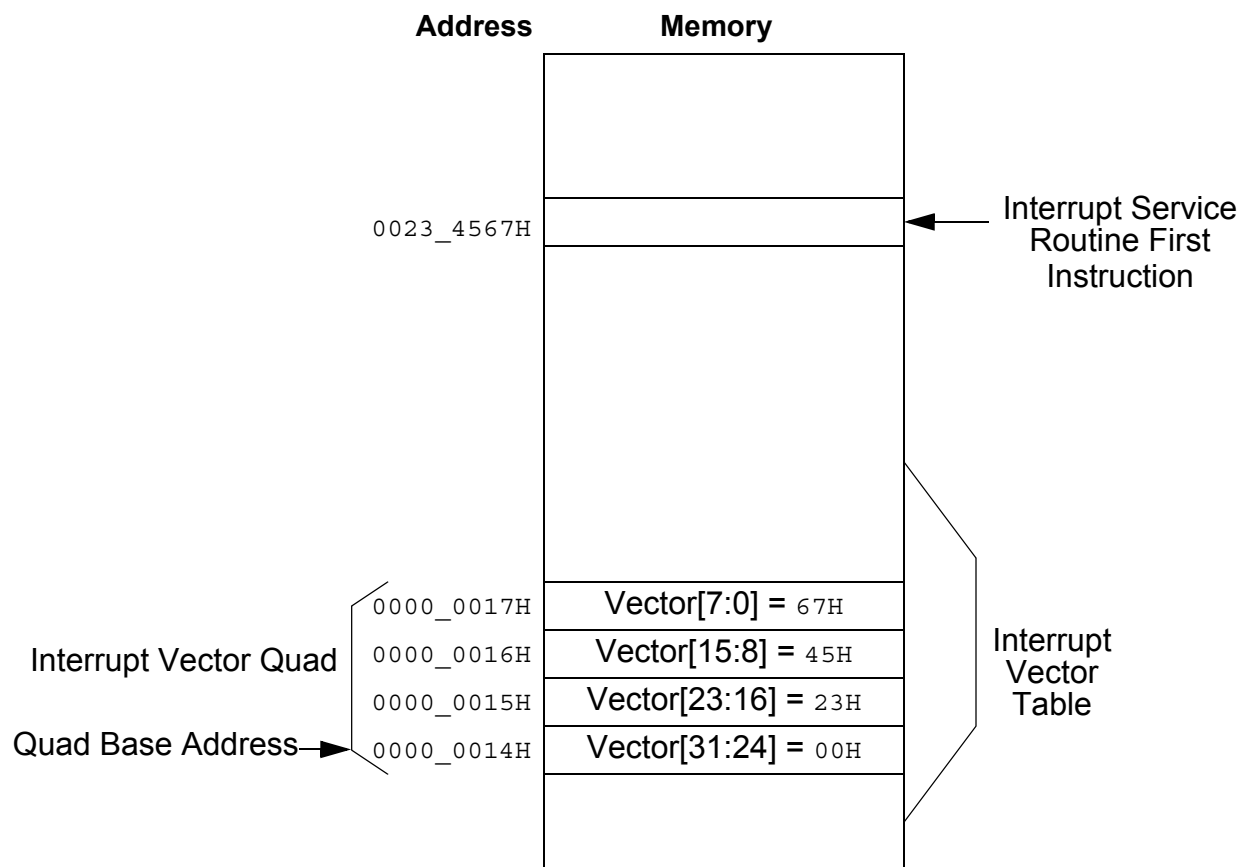 Address Memory
0023_4567H
Interrupt Service
Routine First
Instruction
0000_0017H Vector[7:0] = 67H
0000_0016H Vector[15:8] = 45H
0000_0015H Vector[23:16] = 23H
0000_0014H Vector[31:24] = 00H
Interrupt Vector Quad
Quad Base Address
Interrupt
Vector
Table